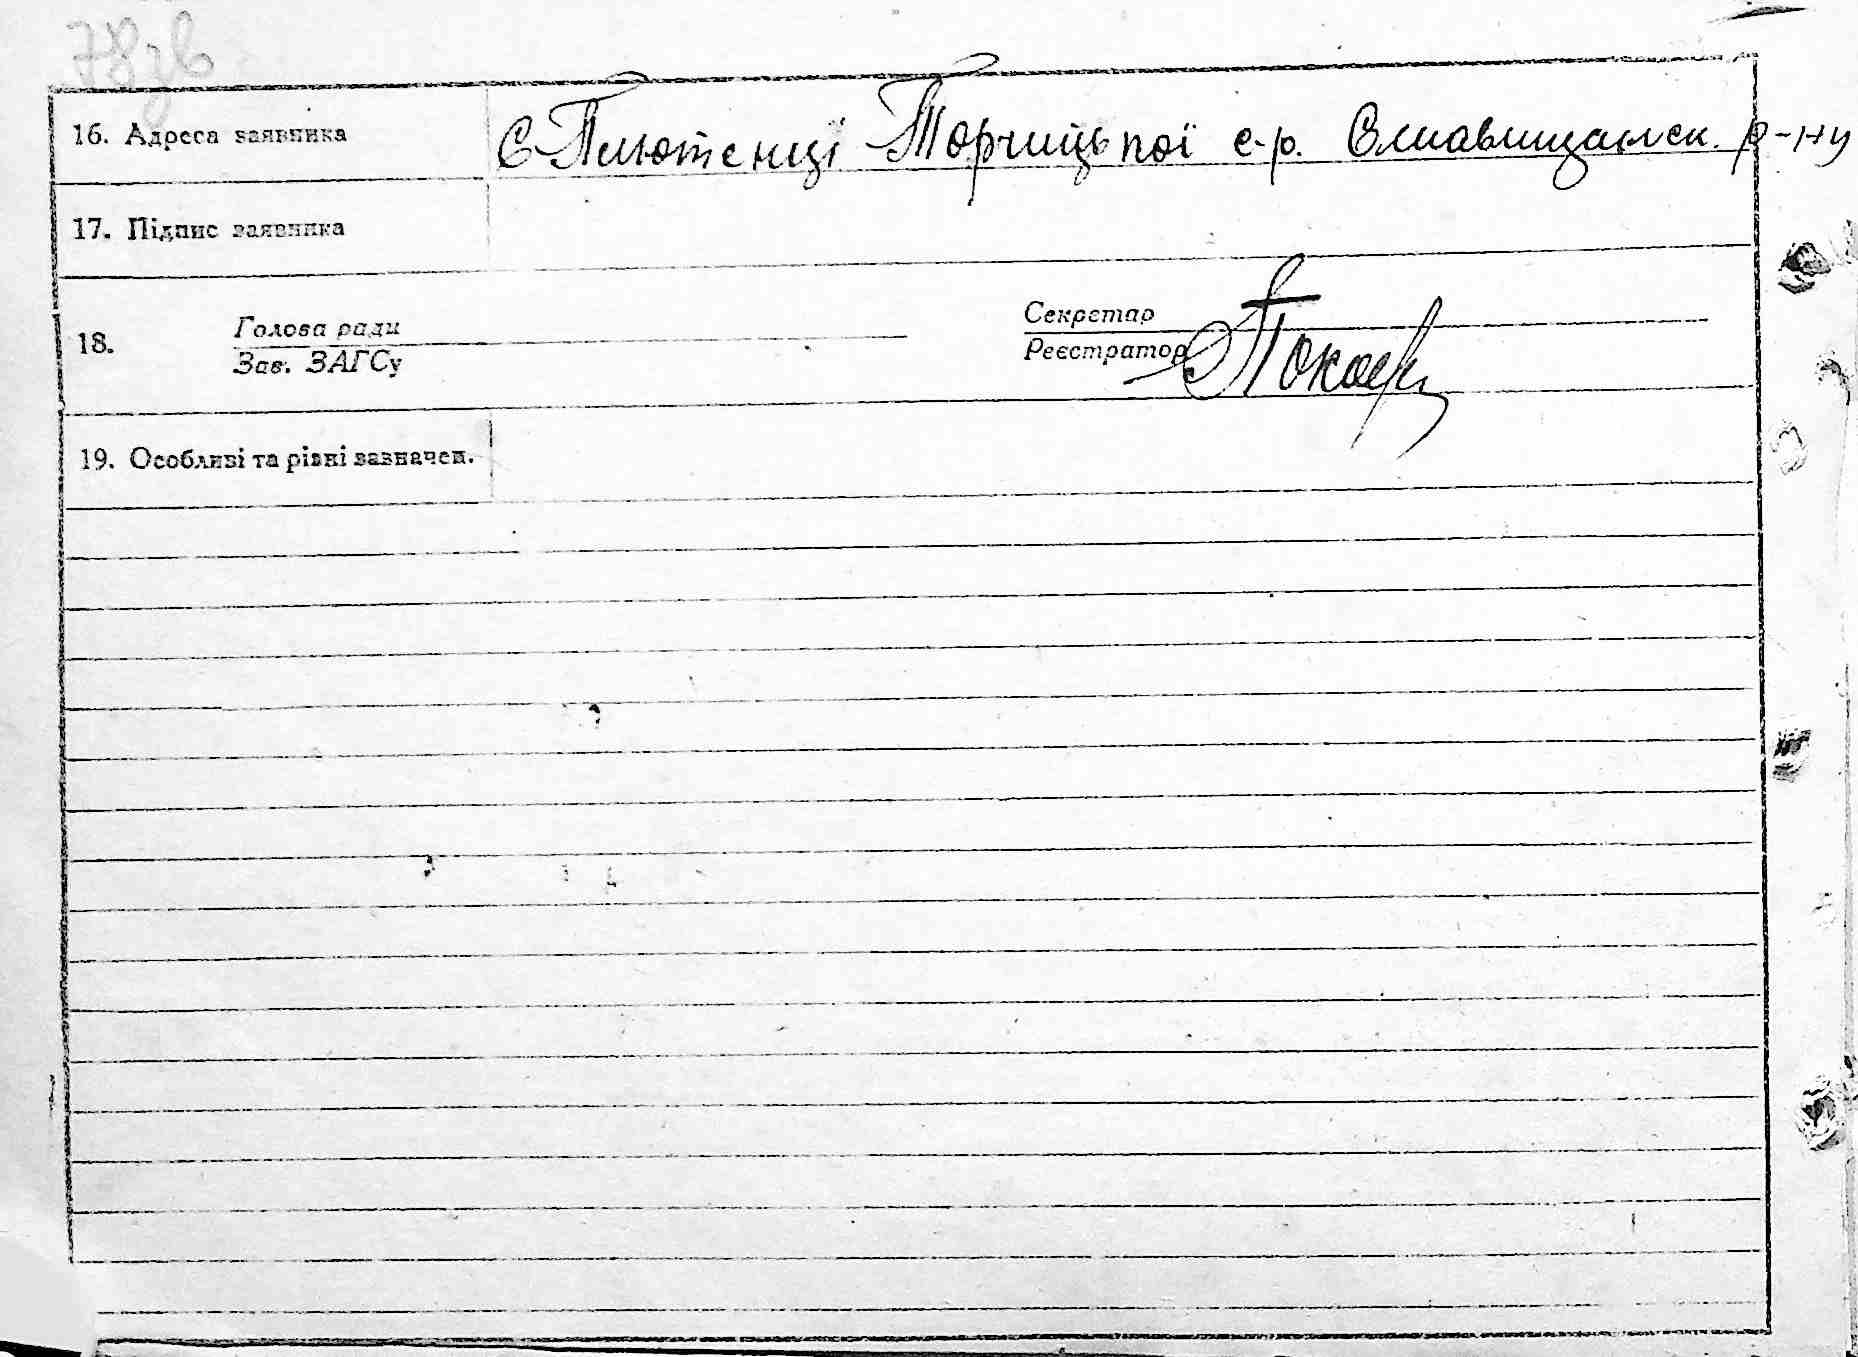 78зв
16. Адреса заявника с Плютенці Торчицької с-р. Ставищанск. р-ну
17. Підпис заявника
18. Голова ради Секретар
Зав. ЗАГСу Реєстратор
19. Особливі та різні зазначен.